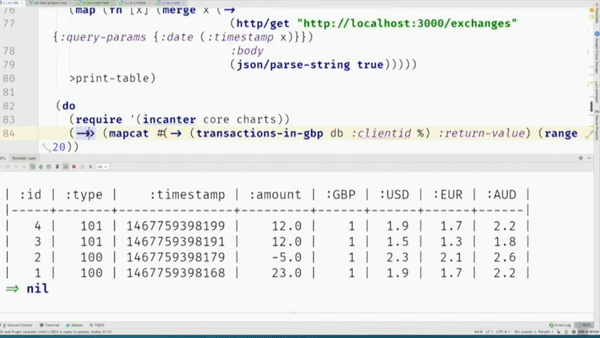 76 (map (fn [x] (merge x (->
77 (http/get "http://localhost:3000/exchanges"
{:query-params {:date (:timestamp x)}})
78 :body
79 (json/parse-string true)))))
80 >print-table)
81
82 (do
83 (require '(incanter core charts))
84 (->> (mapcat #(-> (transactions-in-gbp db :clientid %) :return-value) (range
20))
| :id | :type | :timestamp | :amount | :GBP | :USD | :EUR | :AUD |
|-----+-------+---------------+---------+------+------+------+------|
| 4 | 101 | 1467759398199 | 12.0 | 1 | 1.9 | 1.7 | 2.2 |
| 3 | 101 | 1467759398191 | 12.0 | 1 | 1.5 | 1.3 | 1.8 |
| 2 | 100 | 1467759398179 | -5.0 | 1 | 2.3 | 2.1 | 2.6 |
| 1 | 100 | 1467759398168 | 23.0 | 1 | 1.9 | 1.7 | 2.2 |
=> nil